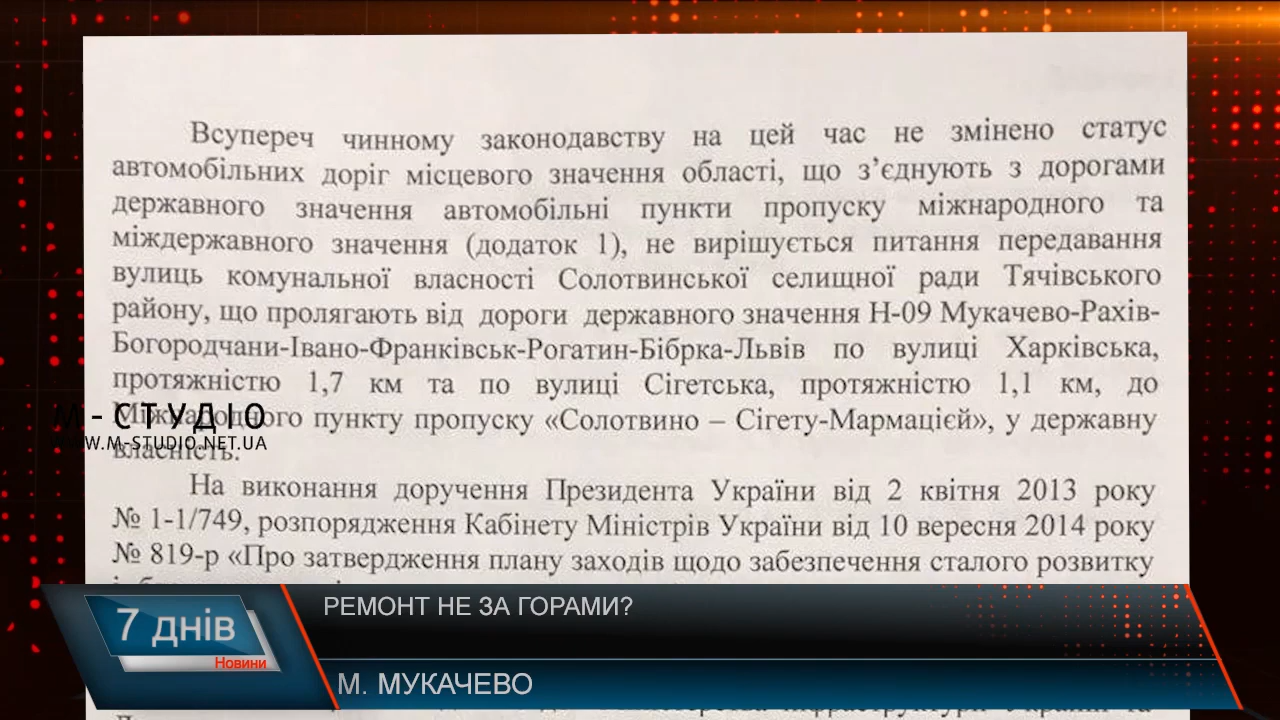 Всупереч чинному законодавству на цей час не змінено статус
автомобільних доріг місцевого значення області, що з’єднують з дорогами
державного значення автомобільні пункти пропуску міжнародного та
міждержавного значення (додаток 1), не вирішується питання передавання
вулиць комунальної власності Солотвинської селищної ради Тячівського
району, що пролягають від дороги державного значення Н-09 Мукачево-Рахів-
Богородчани-Івано-Франківськ-Рогатин-Бібрка-Львів по вулиці Харківська,
протяжністю 1,7 км та по вулиці Сігетська, протяжністю 1,1 км, до
Міжнародного пункту пропуску «Солотвино – Сігету-Мармацієй», у державну
власність.
М-СТУДІО
WWW.M-STUDIO.NET.UA
На виконання доручення Президента України від 2 квітня 2013 року
№ 1-1/749, розпорядження Кабінету Міністрів України від 10 вересня 2014 року
№ 819-р «Про затвердження плану заходів щодо забезпечення сталого розвитку
7 днів
Новини
РЕМОНТ НЕ ЗА ГОРАМИ?
М. МУКАЧЕВО